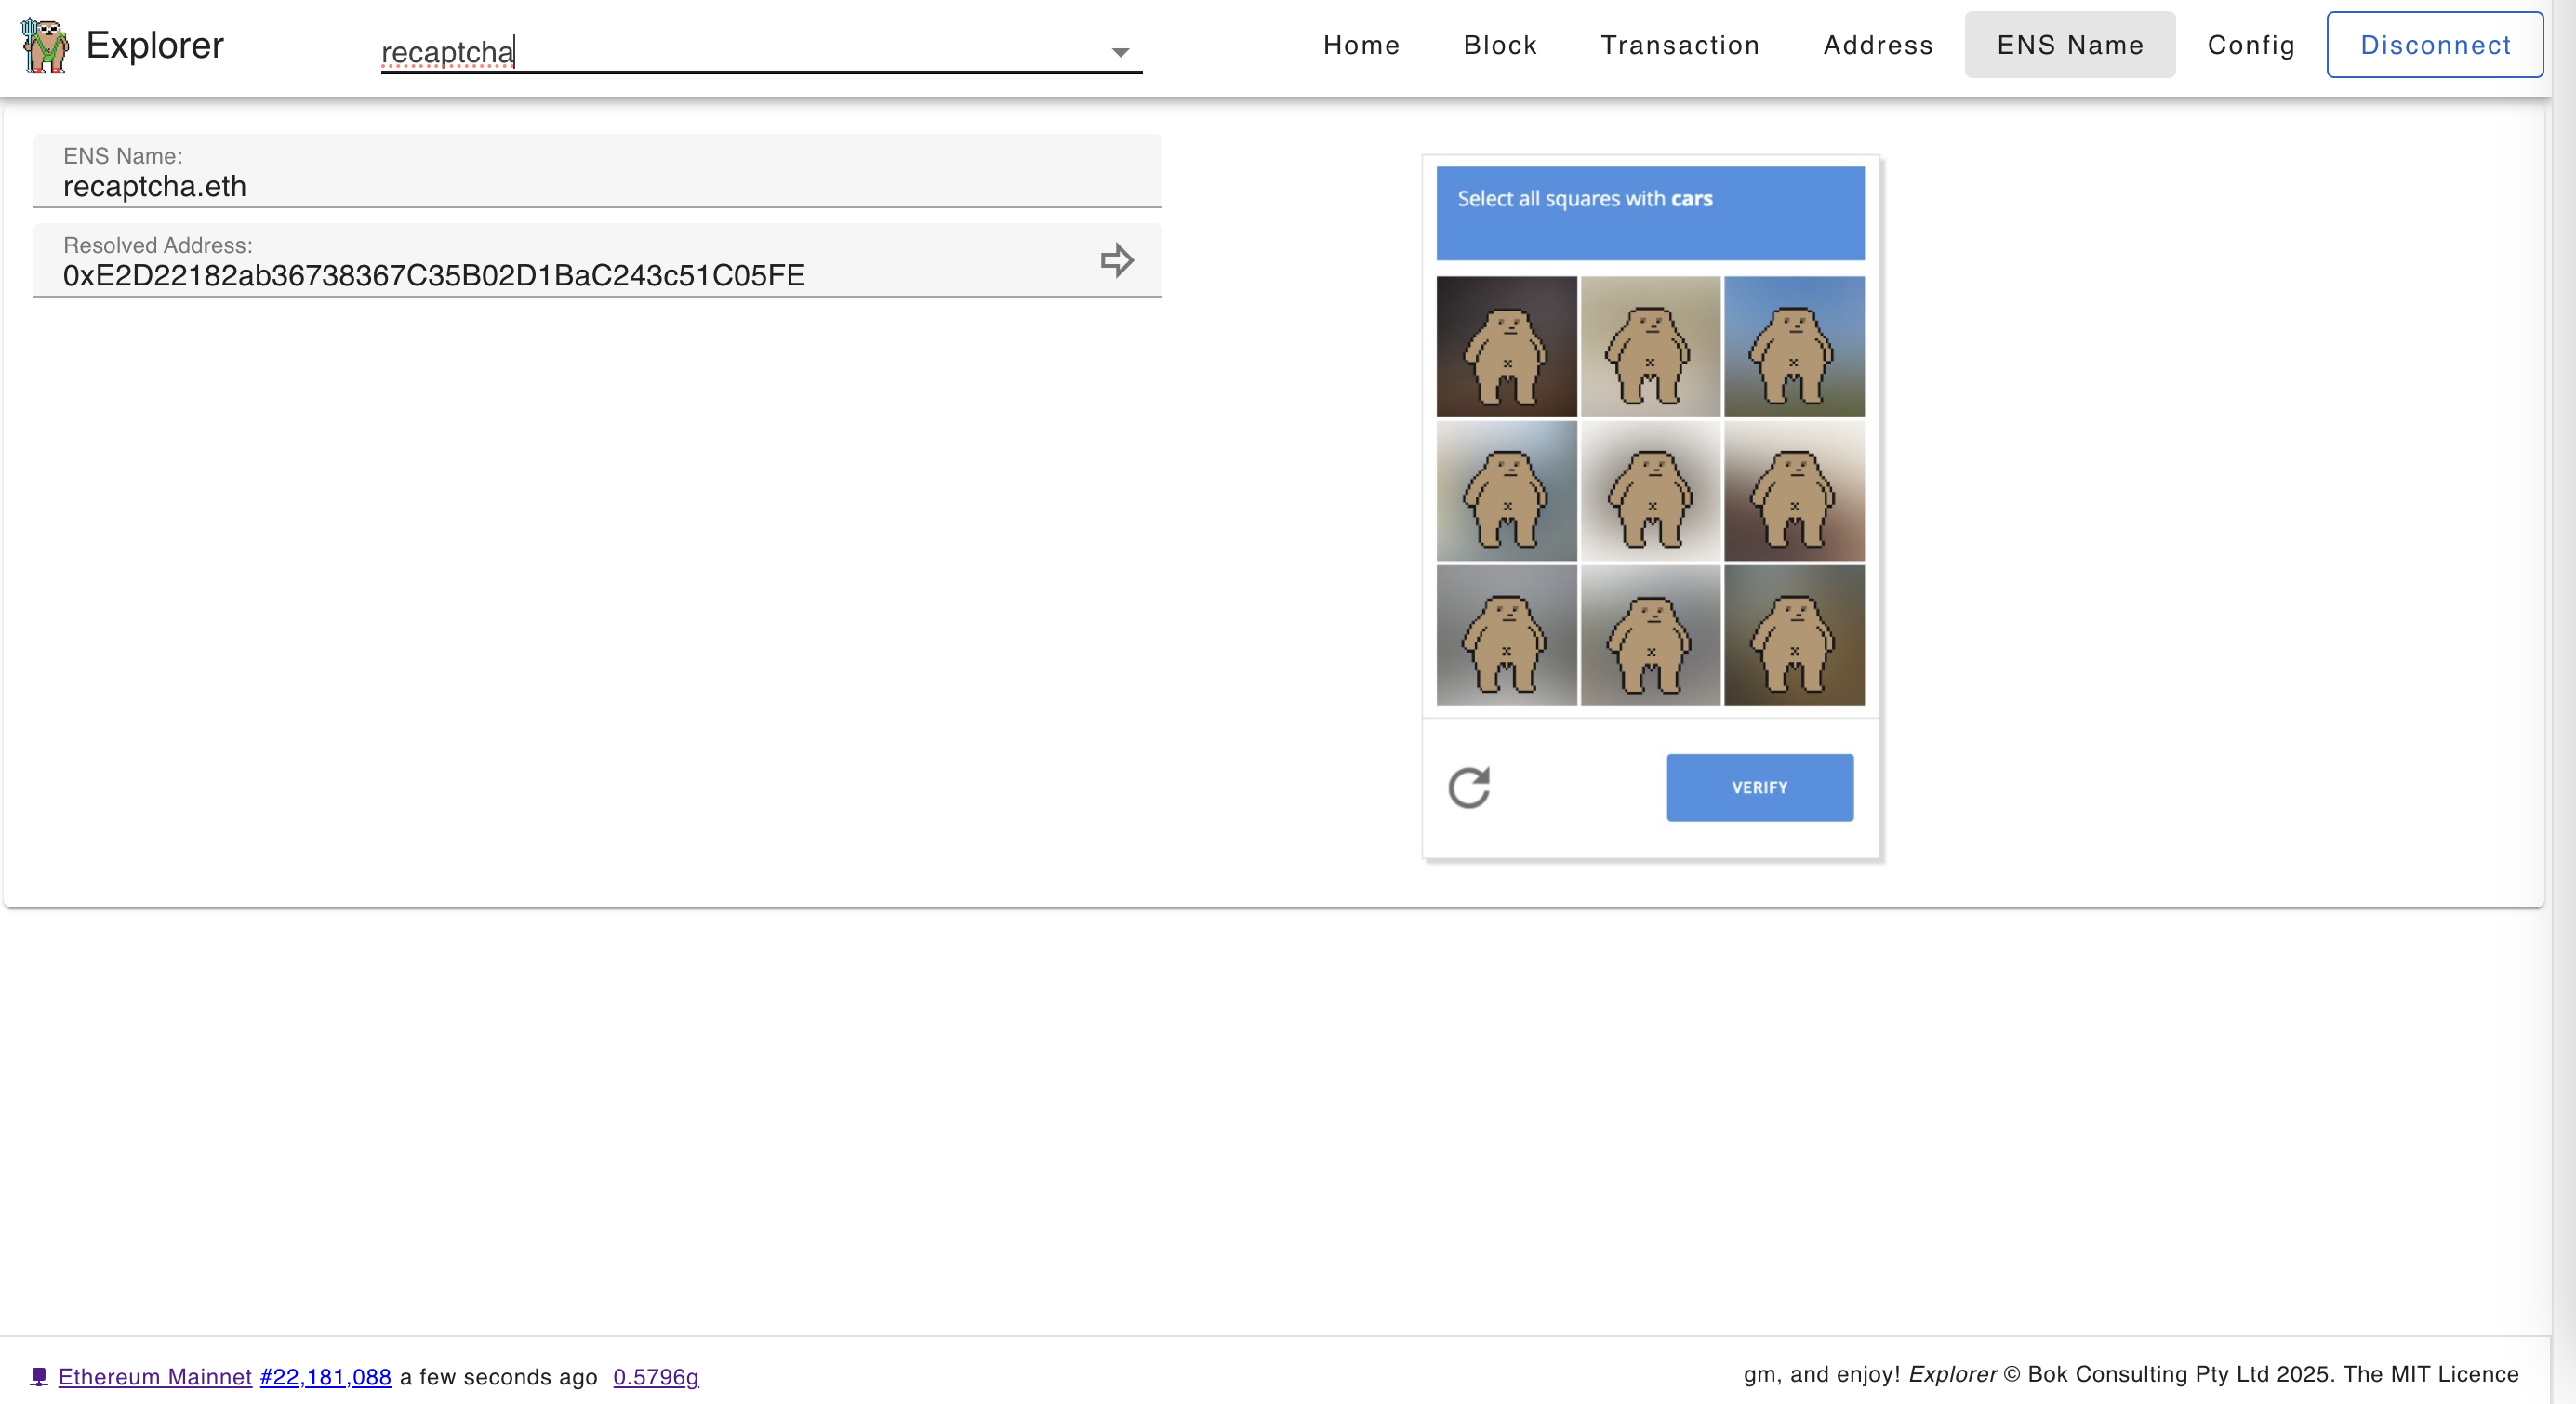 Explorer
recaptcha
Home Block Transaction Address ENS Name Config Disconnect
ENS Name:
recaptcha.eth
Resolved Address:
0xE2D22182ab36738367C35B02D1BaC243c51C05FE
Select all squares with cars
VERIFY
Ethereum Mainnet #22,181,088 a few seconds ago 0.5796g
gm, and enjoy! Explorer © Bok Consulting Pty Ltd 2025. The MIT Licence